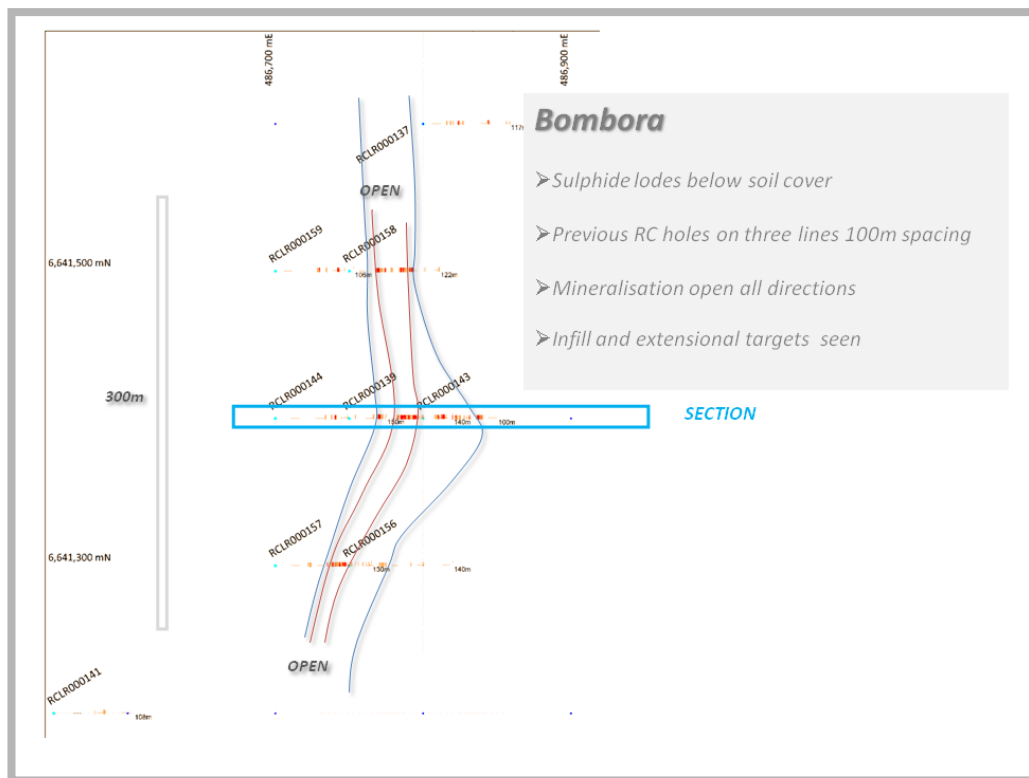 486,700 mE
486,900 mE
Bombora
RCLR000137
117m
OPEN
➤Sulphide lodes below soil cover
RCLR000159
RCLR000158
➤Previous RC holes on three lines 100m spacing
6,641,500 mN
106m
122m
➤Mineralisation open all directions
➤Infill and extensional targets seen
300m
RCLR000144
RCLR000139
RCLR000143
SECTION
150m
140m
100m
RCLR000157
RCLR000156
6,641,300 mN
130m
140m
OPEN
RCLR000141
108m